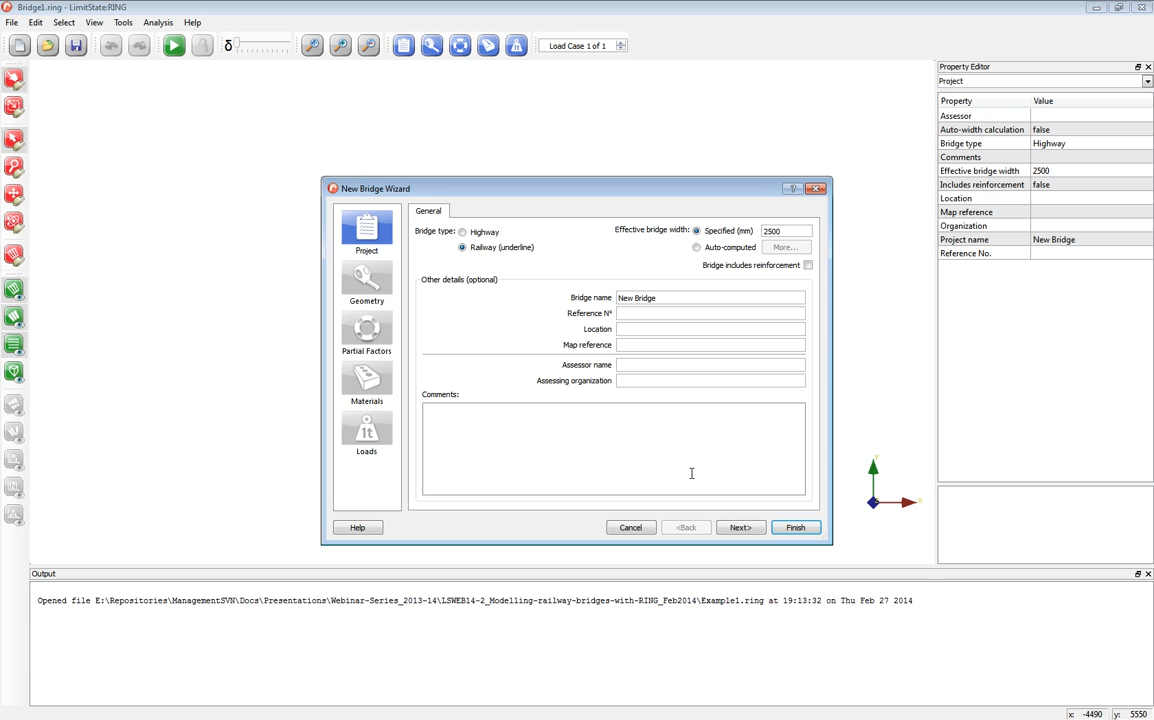 Bridge1.ring - LimitState:RING
File Edit Select View Tools Analysis Help
δ Load Case 1 of 1
Property Editor
Project
Property Value
Assessor
Auto-width calculation false
Bridge type Highway
Comments
Effective bridge width 2500
Includes reinforcement false
Location
Map reference
Organization
Project name New Bridge
Reference No.
New Bridge Wizard
Project
Geometry
Partial Factors
Materials
1t
Loads
General
Bridge type: Highway Effective bridge width: Specified (mm) 2500
Railway (underline) Auto-computed More...
Bridge includes reinforcement
Other details (optional)
Bridge name New Bridge
Reference N°
Location
Map reference
Assessor name
Assessing organization
Comments:
Help Cancel <Back Next> Finish
Y
X
Output
Opened file E:\Repositories\ManagementSVN\Docs\Presentations\Webinar-Series_2013-14\LSWEB14-2_Modelling-railway-bridges-with-RING_Feb2014\Example1.ring at 19:13:32 on Thu Feb 27 2014
x: -4490 y: 5550